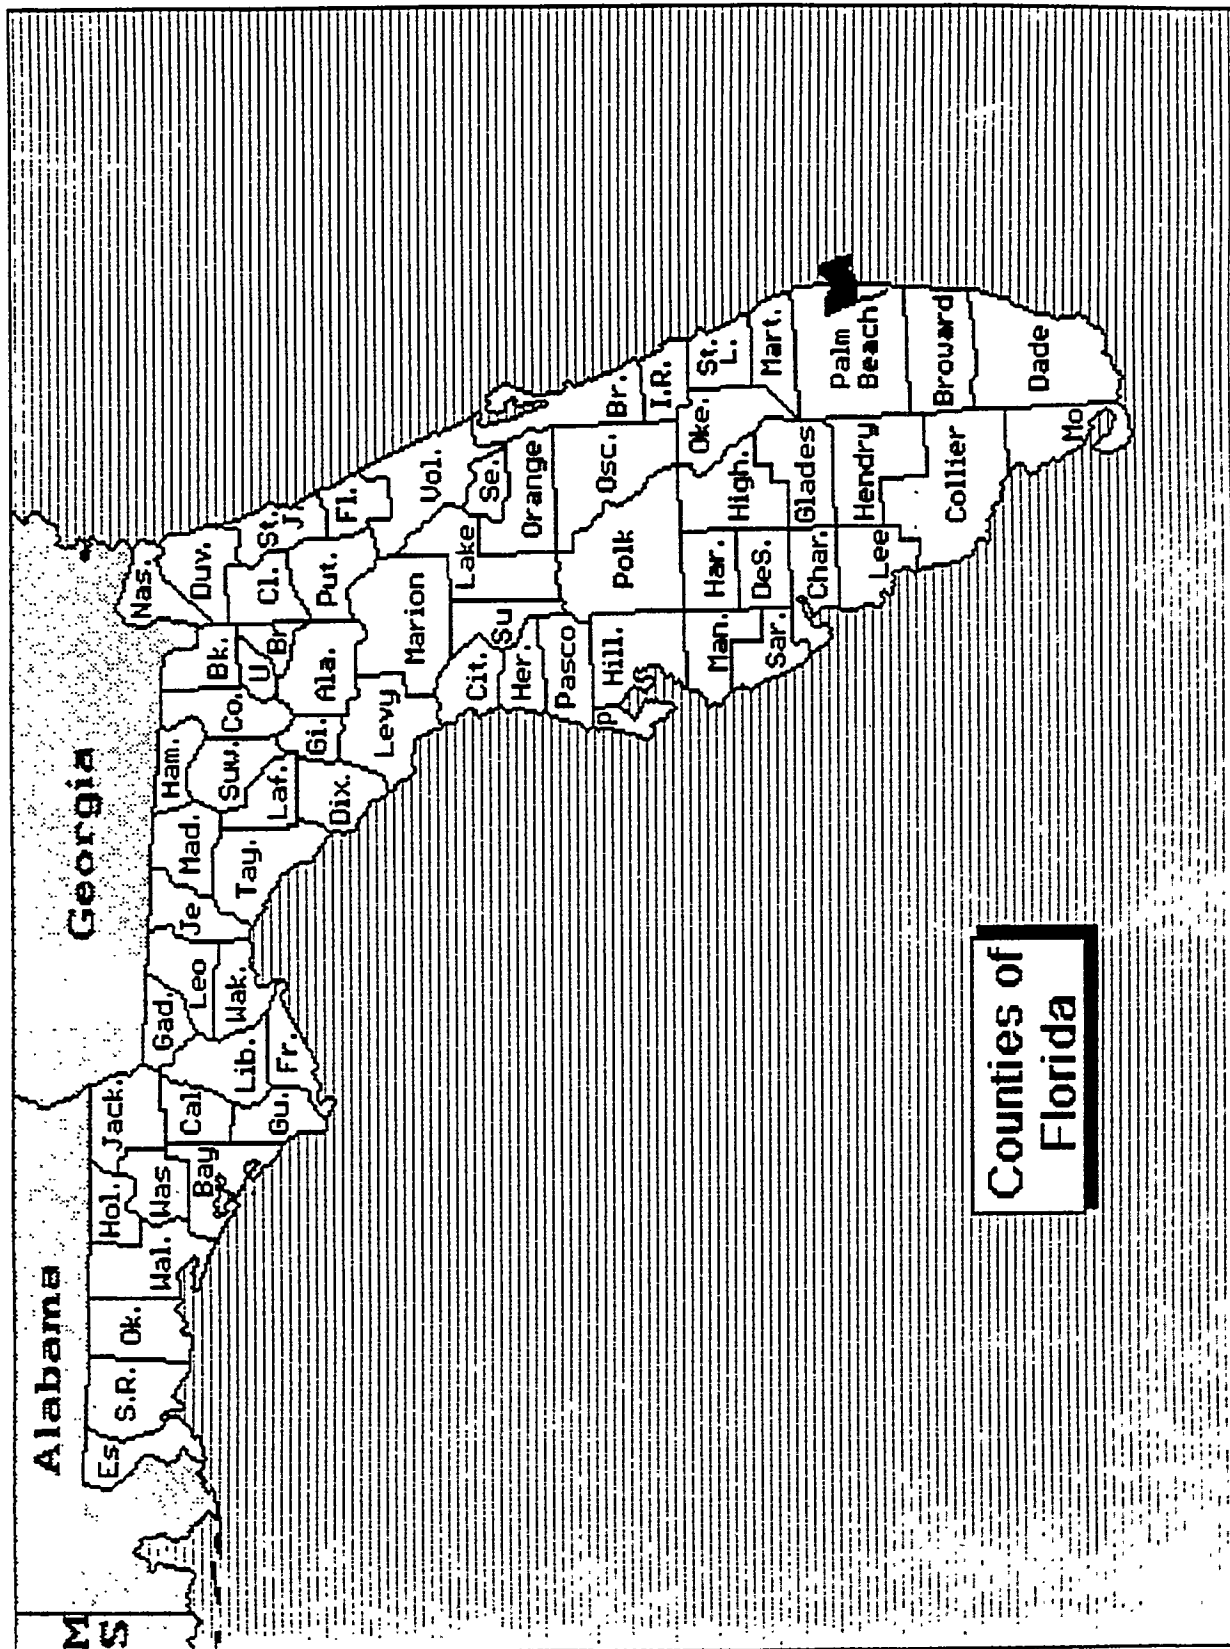 M
S
Alabama
Georgia
Es
S.R.
Ok.
Wal.
Hol.
Was
Bay
Jack.
Cal
Gu.
Gad.
Lib.
Fr.
Leo
Wak.
Je
Mad.
Tay.
Ham.
Suw.
Laf.
Dix.
Co.
Gi.
Bk.
U
Br
Ala.
Levy
Nas.
Duv.
Cl.
St.
J.
Put.
Fl.
Marion
Vol.
Lake
Se.
Cit.
Su
Her.
Pasco
Orange
Hill.
P
Polk
Osc.
Br.
I.R.
Man.
Har.
High.
Oke.
St.
L.
Sar.
DeS.
Mart.
Char.
Glades
Palm
Beach
Lee
Hendry
Broward
Collier
Dade
Mo
Counties of
Florida